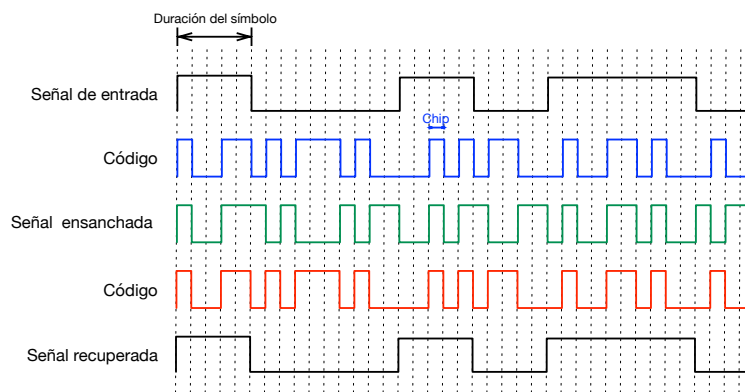 Duración del símbolo
Señal de entrada
Chip
Código
Señal ensanchada
Código
Señal recuperada